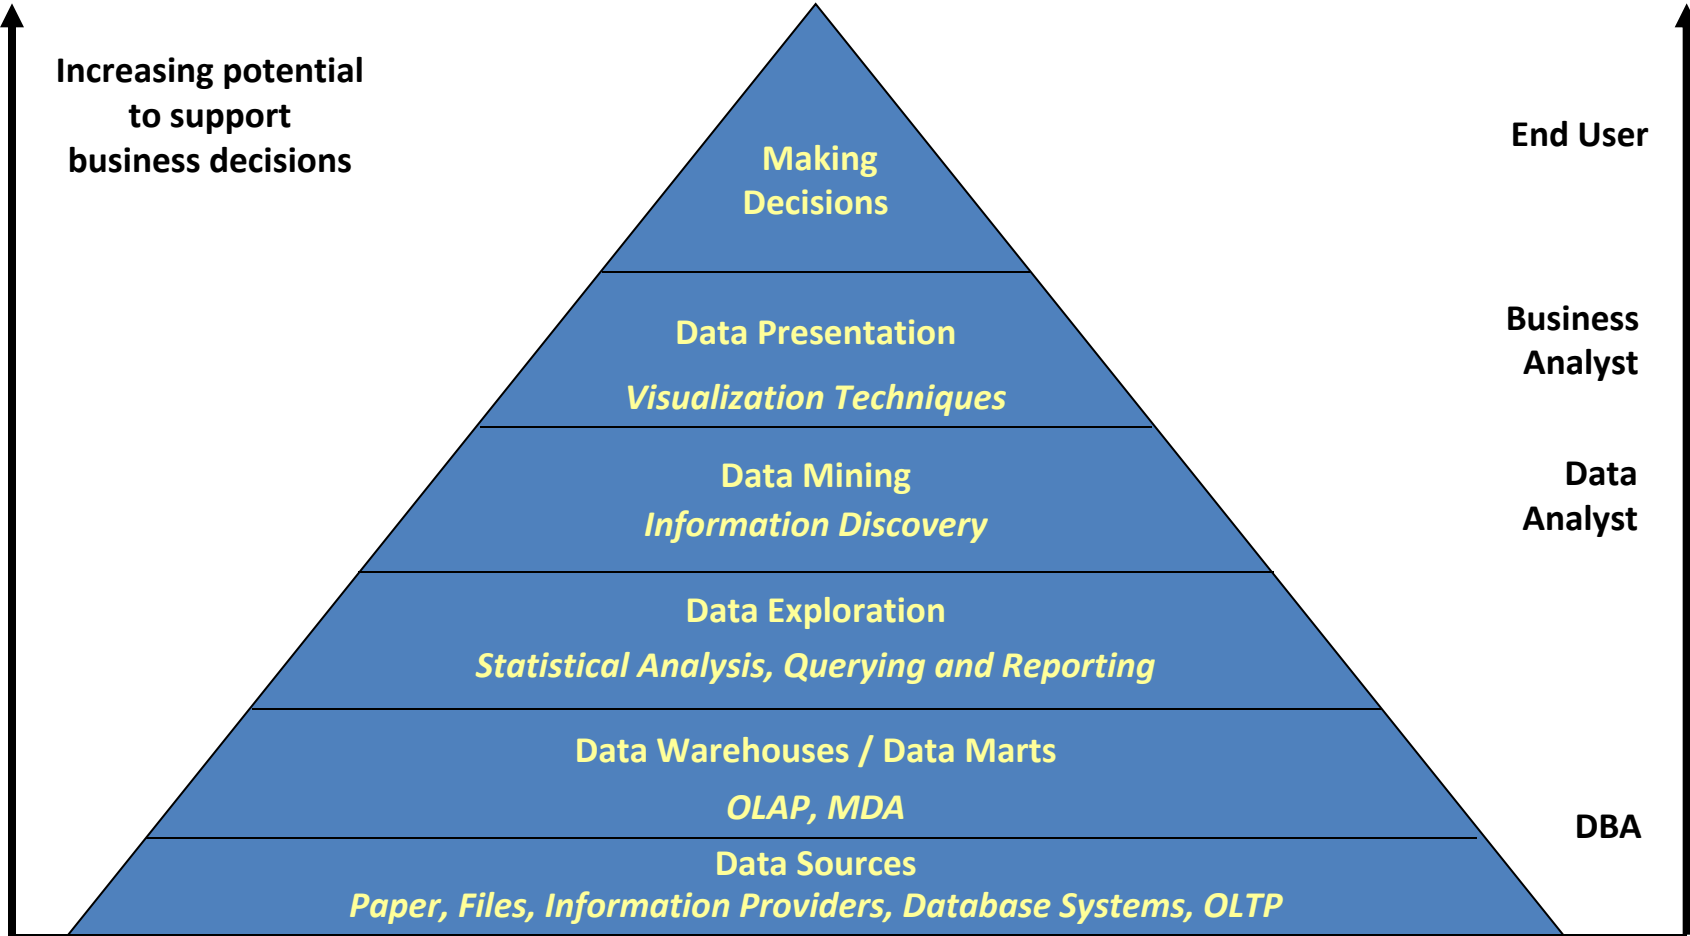 Increasing potential
to support
business decisions
End User
Making
Decisions
Business
Analyst
Data Presentation
Visualization Techniques
Data
Analyst
Data Mining
Information Discovery
Data Exploration
Statistical Analysis, Querying and Reporting
Data Warehouses / Data Marts
OLAP, MDA
DBA
Data Sources
Paper, Files, Information Providers, Database Systems, OLTP